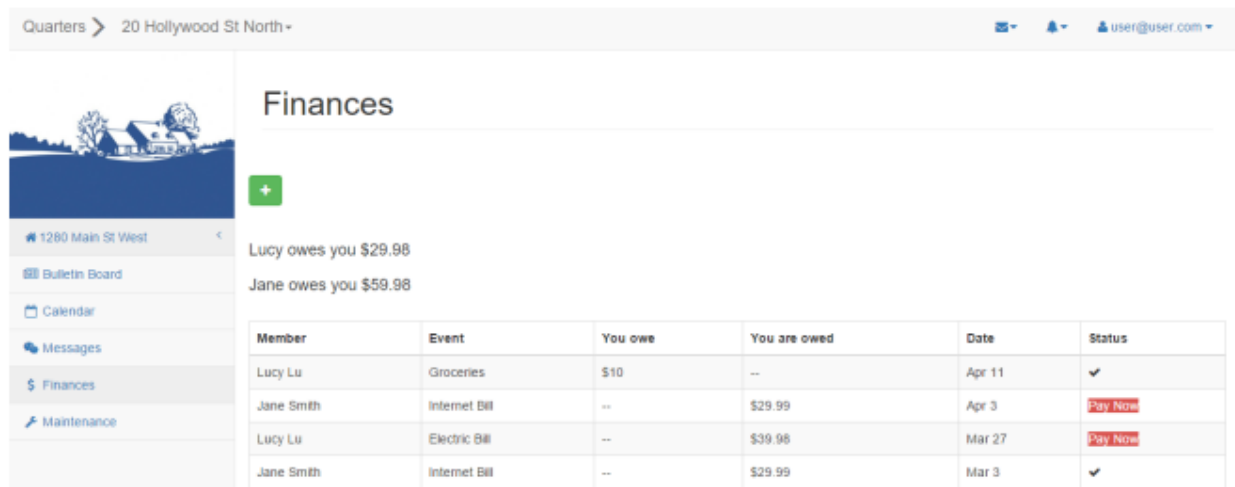 Quarters 20 Hollywood St North
user@user.com
Finances
+
1280 Main St West
Bulletin Board
Calendar
Messages
$ Finances
Maintenance
Lucy owes you $29.98
Jane owes you $59.98
Member Event You owe You are owed Date Status
Lucy Lu Groceries $10 -- Apr 11 ✔
Jane Smith Internet Bill -- $29.99 Apr 3 Pay Now
Lucy Lu Electric Bill -- $39.98 Mar 27 Pay Now
Jane Smith Internet Bill -- $29.99 Mar 3 ✔